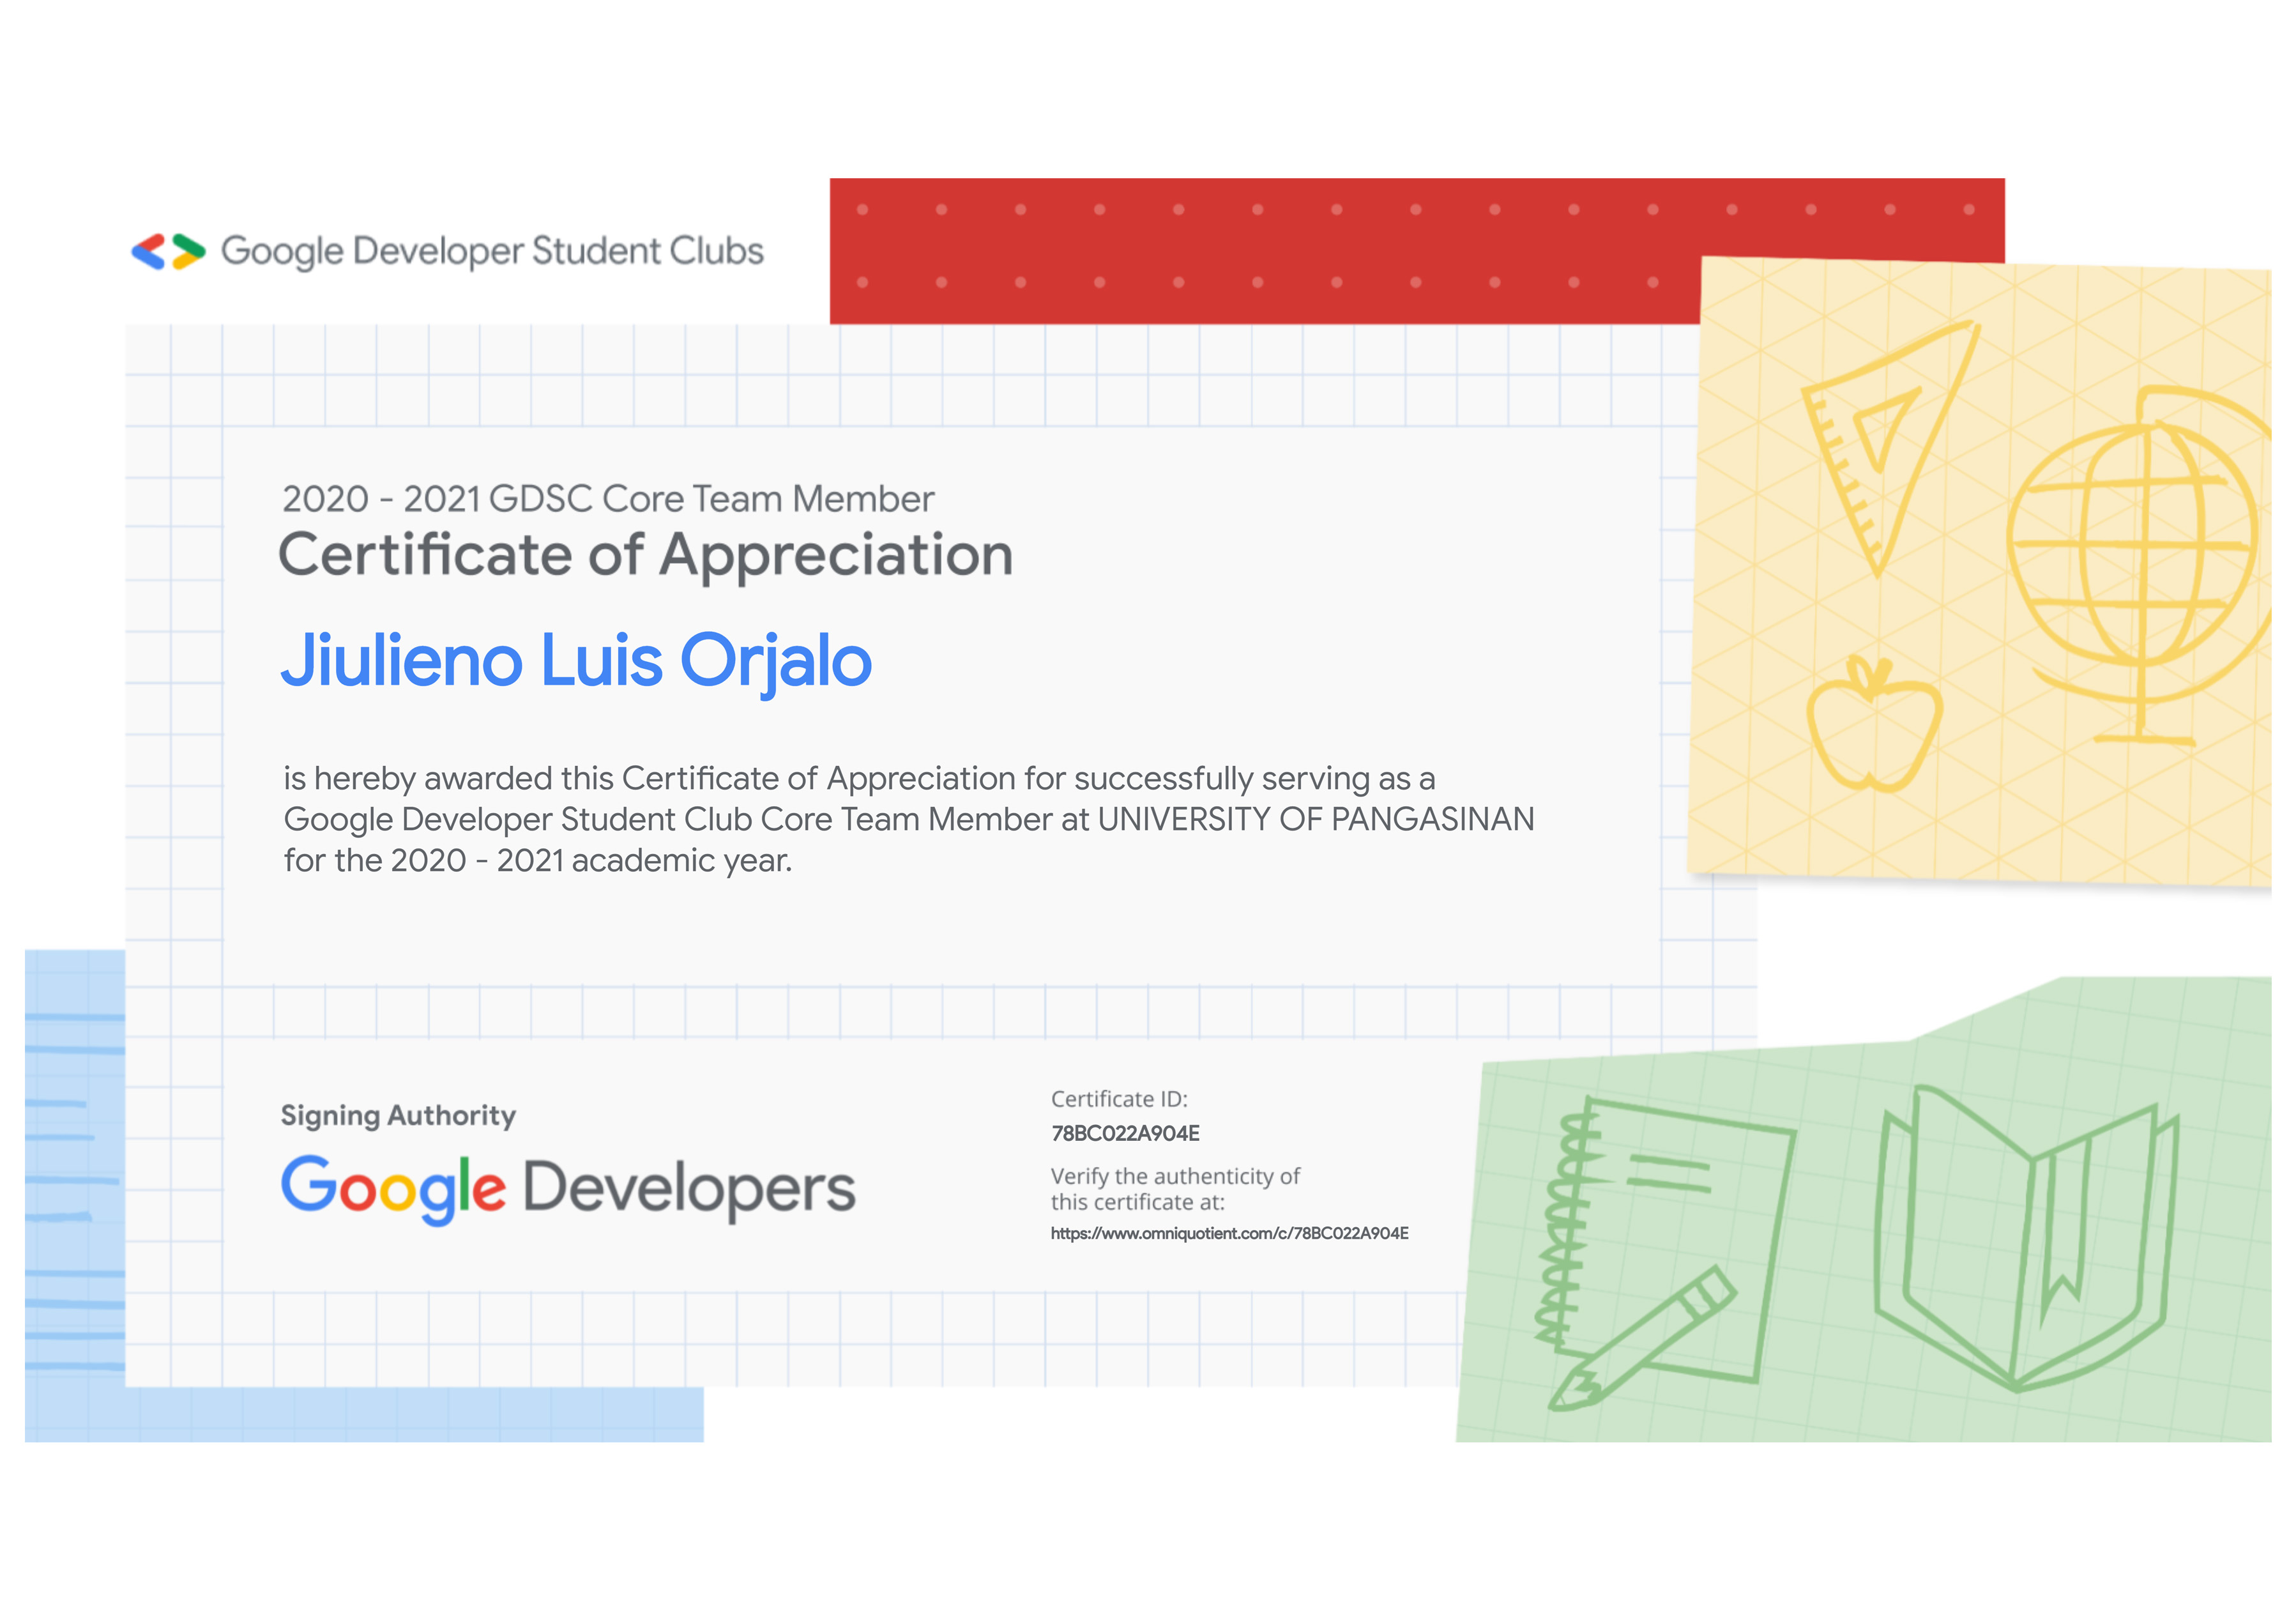 Google Developer Student Clubs
2020 - 2021 GDSC Core Team Member
Certificate of Appreciation
Jiulieno Luis Orjalo
is hereby awarded this Certificate of Appreciation for successfully serving as a
Google Developer Student Club Core Team Member at UNIVERSITY OF PANGASINAN
for the 2020 - 2021 academic year.
Signing Authority
Google Developers
Certificate ID:
78BC022A904E
Verify the authenticity of
this certificate at:
https://www.omniquotient.com/c/78BC022A904E